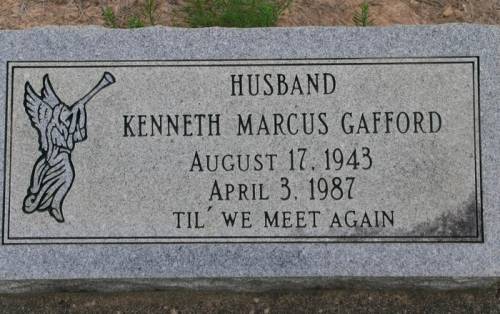 HUSBAND
KENNETH MARCUS GAFFORD
AUGUST 17, 1943
APRIL 3, 1987
TIL' WE MEET AGAIN